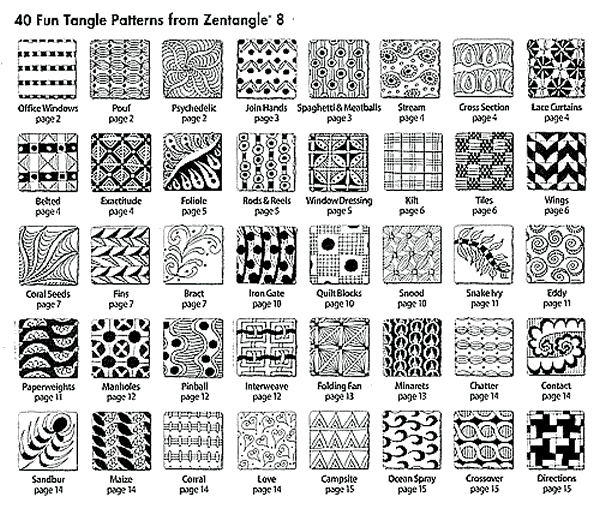 40 Fun Tangle Patterns from Zentangle® 8
Office Windows Pouf Psychedelic Join Hands Spaghetti & Meatballs Stream Cross Section Lace Curtains
page 2 page 2 page 2 page 3 page 3 page 4 page 4 page 4
Belted Exactitude Foliole Rods & Reels Window Dressing Kilt Tiles Wings
page 4 page 4 page 5 page 5 page 5 page 6 page 6 page 6
Coral Seeds Fins Bract Iron Gate Quilt Blocks Snood Snake Ivy Eddy
page 7 page 7 page 7 page 10 page 10 page 10 page 11 page 11
Paperweights Manholes Pinball Interweave Folding Fan Minarets Chatter Contact
page 11 page 12 page 12 page 12 page 13 page 13 page 14 page 14
Sandbur Maize Corral Love Campsite Ocean Spray Crossover Directions
page 14 page 14 page 14 page 14 page 15 page 15 page 15 page 15